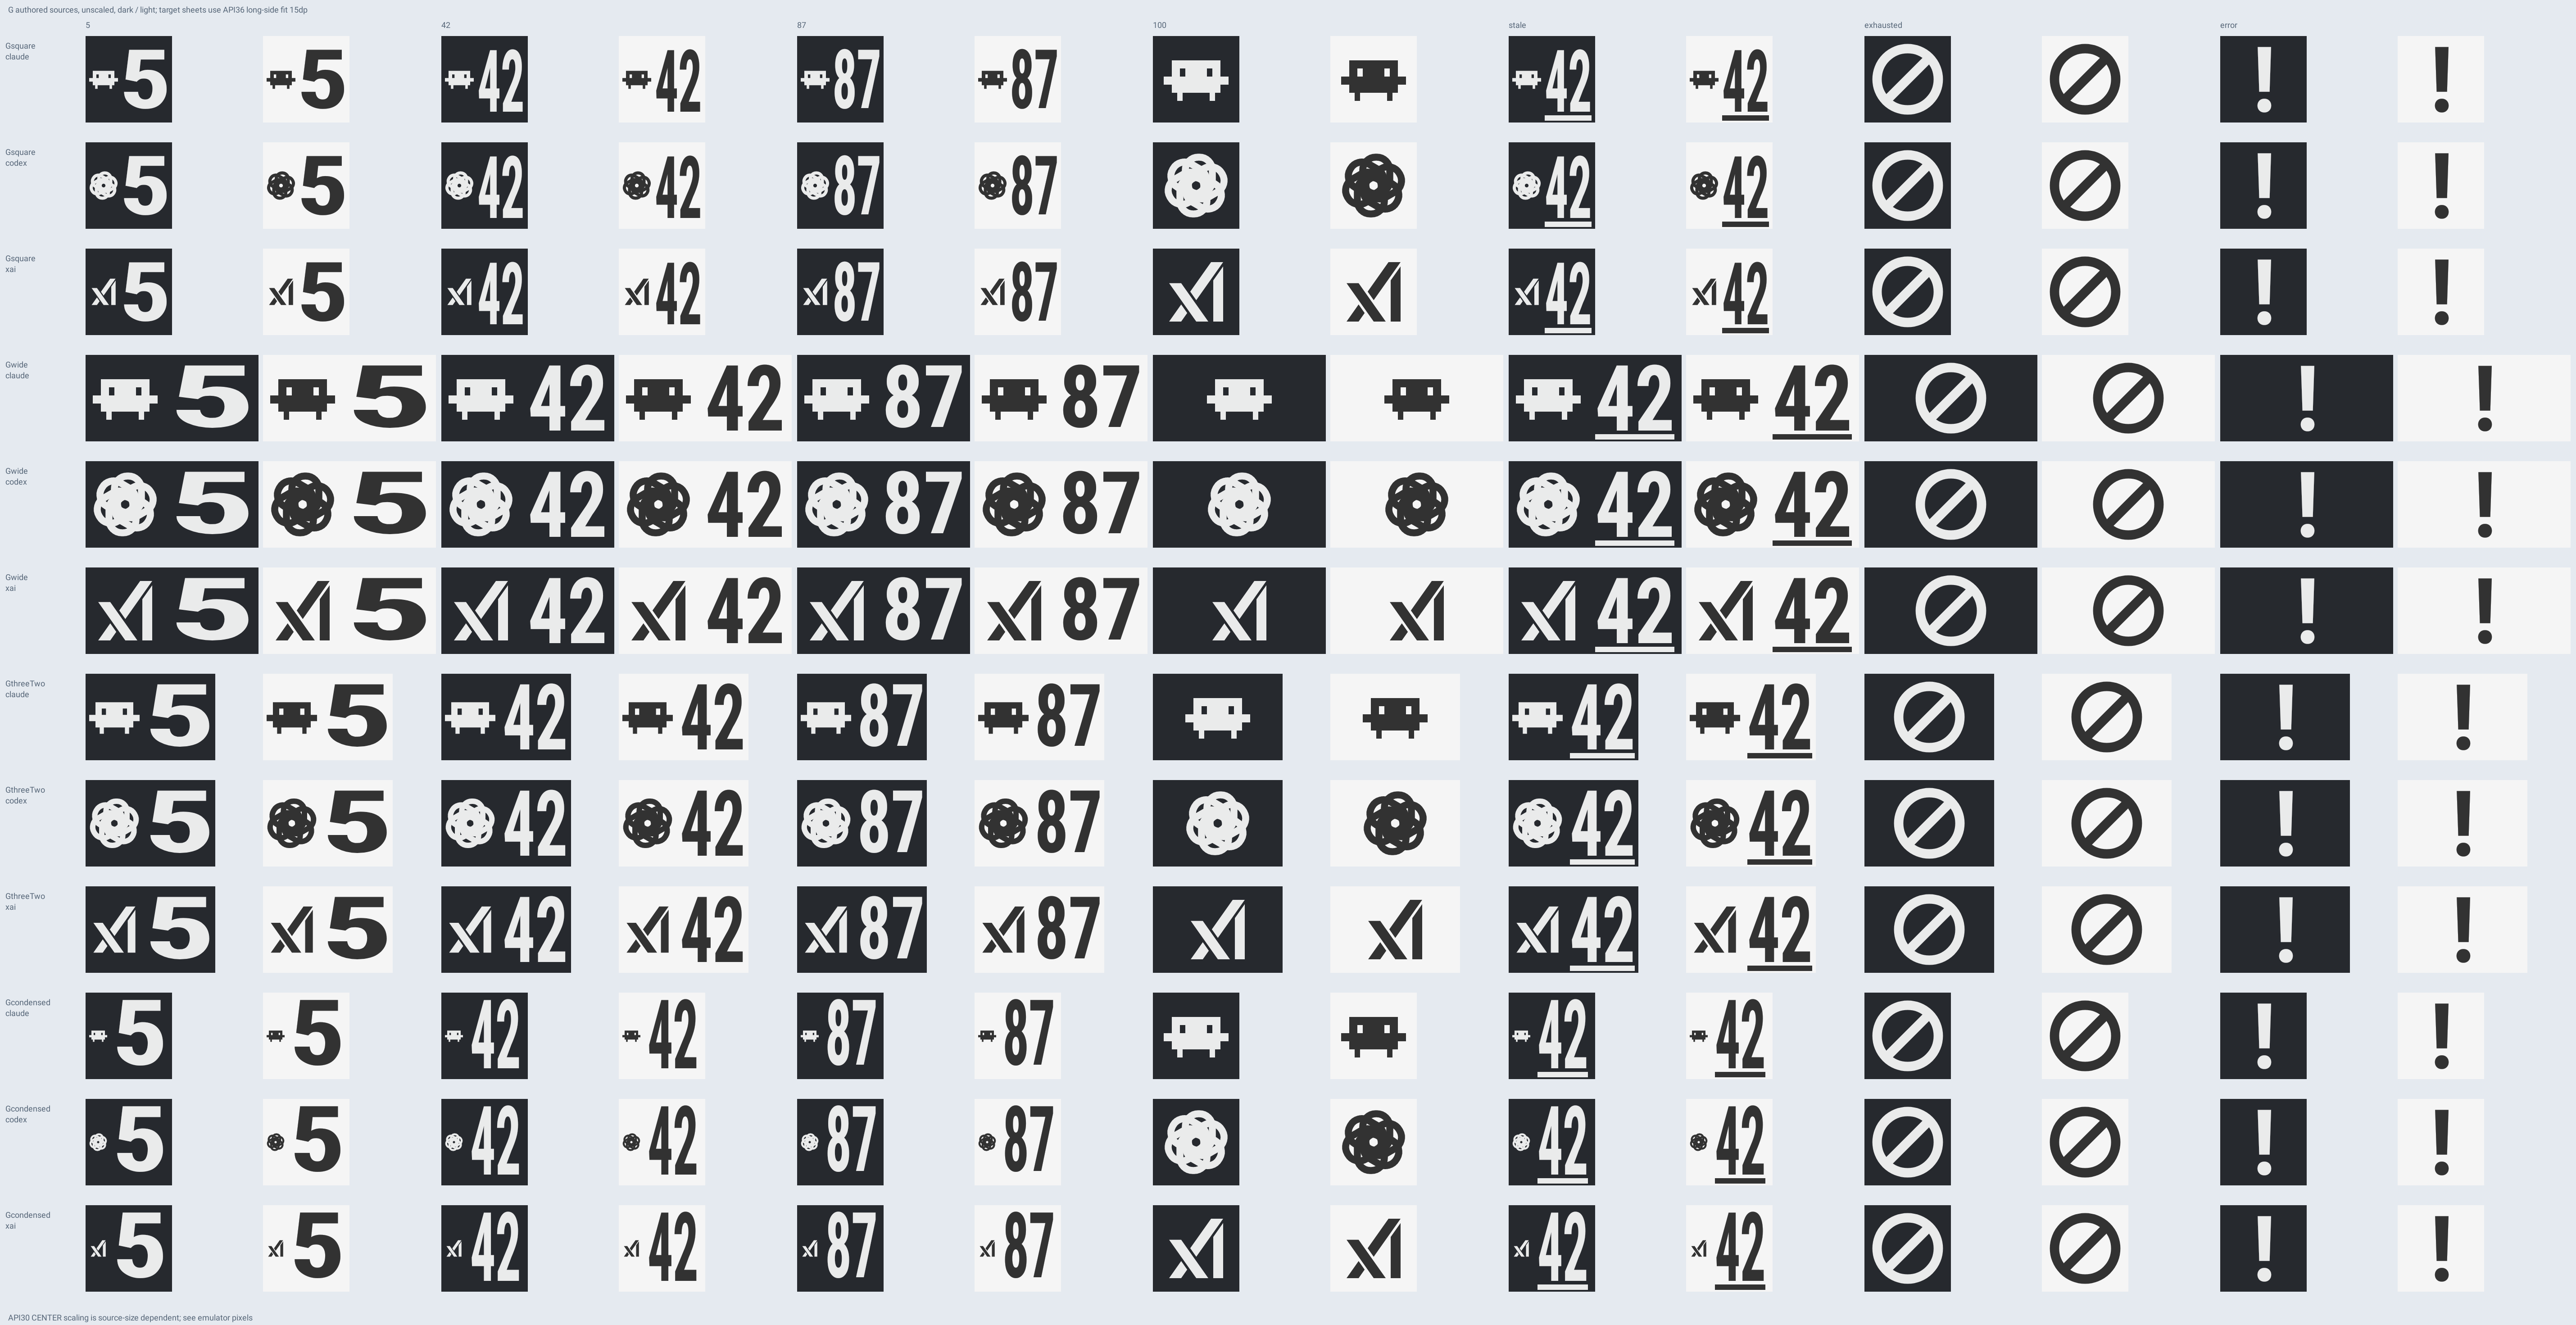 G authored sources, unscaled, dark / light; target sheets use API36 long-side fit 15dp
5 42 87 100 stale exhausted error
Gsquare
claude
5 5 42 42 87 87 42 42 ! !
Gsquare
codex
5 5 42 42 87 87 42 42 ! !
Gsquare
xai
5 5 42 42 87 87 42 42 ! !
Gwide
claude
5 5 42 42 87 87 42 42 ! !
Gwide
codex
5 5 42 42 87 87 42 42 ! !
Gwide
xai
5 5 42 42 87 87 42 42 ! !
GthreeTwo
claude
5 5 42 42 87 87 42 42 ! !
GthreeTwo
codex
5 5 42 42 87 87 42 42 ! !
GthreeTwo
xai
5 5 42 42 87 87 42 42 ! !
Gcondensed
claude
5 5 42 42 87 87 42 42 ! !
Gcondensed
codex
5 5 42 42 87 87 42 42 ! !
Gcondensed
xai
5 5 42 42 87 87 42 42 ! !
API30 CENTER scaling is source-size dependent; see emulator pixels